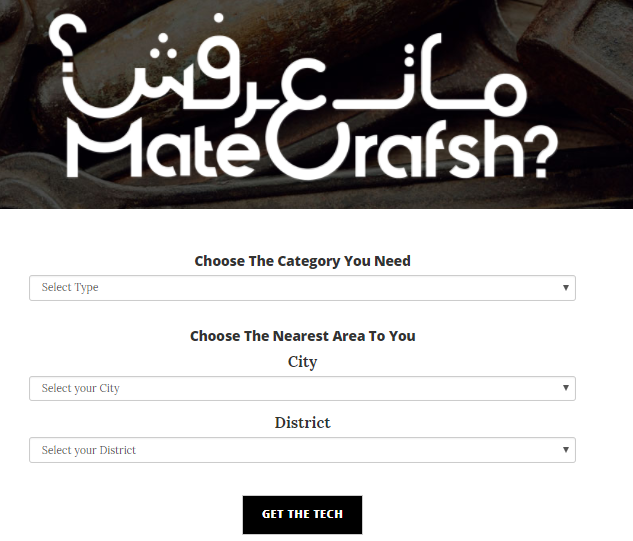 ماتعرفش؟
MateOrafsh?
Choose The Category You Need
Select Type
Choose The Nearest Area To You
City
Select your City
District
Select your District
GET THE TECH